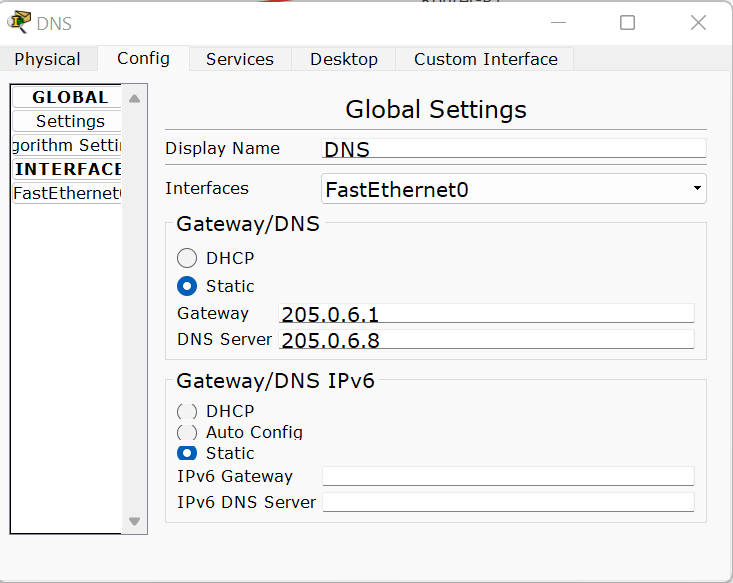 DNS
Physical Config Services Desktop Custom Interface
GLOBAL
Settings
gorithm Setti
INTERFACE
FastEthernet
Global Settings
Display Name DNS
Interfaces FastEthernet0
Gateway/DNS
DHCP
Static
Gateway 205.0.6.1
DNS Server 205.0.6.8
Gateway/DNS IPv6
DHCP
Auto Config
Static
IPv6 Gateway
IPv6 DNS Server